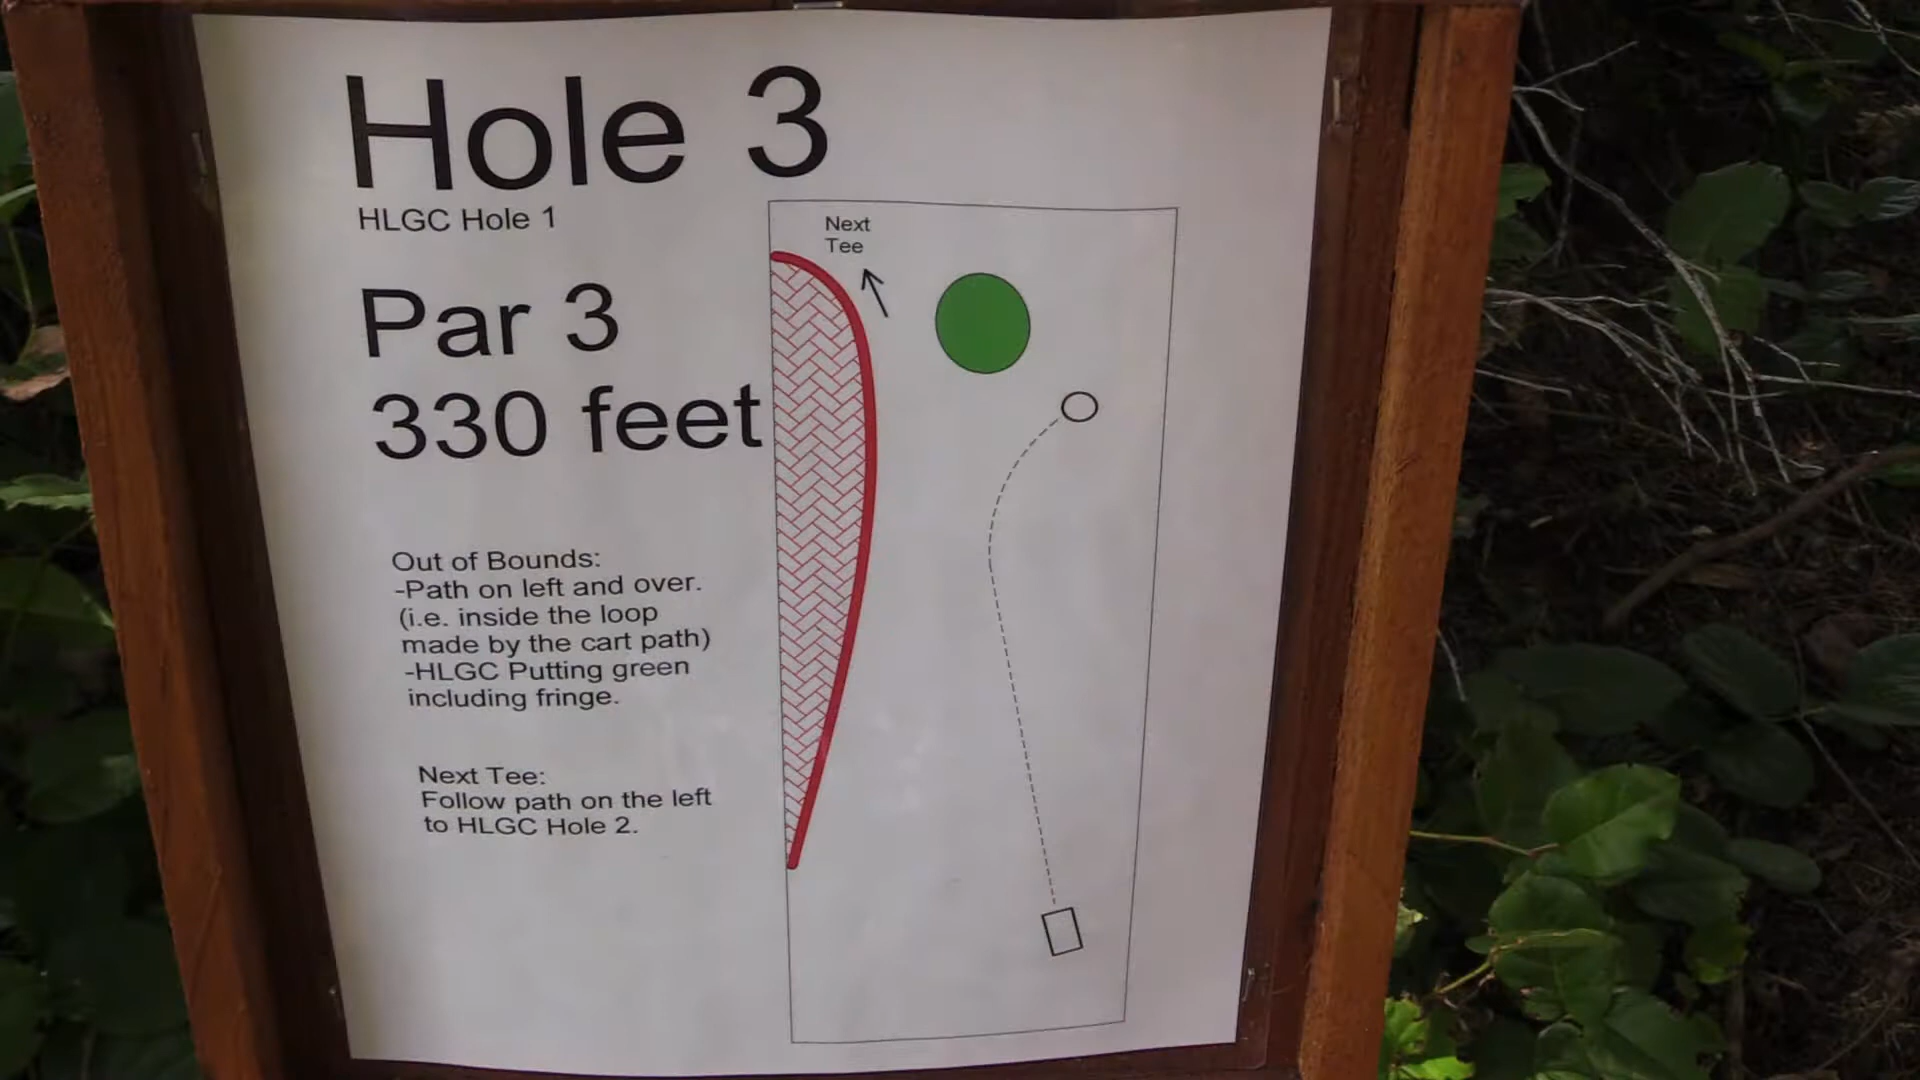 Hole 3
HLGC Hole 1
Par 3
330 feet
Out of Bounds:
-Path on left and over.
(i.e. inside the loop
made by the cart path)
-HLGC Putting green
including fringe.
Next Tee:
Follow path on the left
to HLGC Hole 2.
Next
Tee